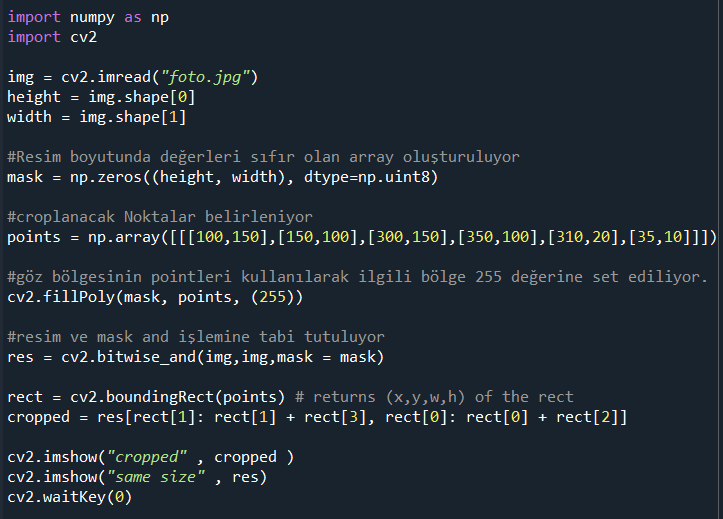 import numpy as np
import cv2
img = cv2.imread("foto.jpg")
height = img.shape[0]
width = img.shape[1]
#Resim boyutunda değerleri sıfır olan array oluşturuluyor
mask = np.zeros((height, width), dtype=np.uint8)
#croplanacak Noktalar belirleniyor
points = np.array([[[100,150],[150,100],[300,150],[350,100],[310,20],[35,10]]])
#göz bölgesinin pointleri kullanılarak ilgili bölge 255 değerine set ediliyor.
cv2.fillPoly(mask, points, (255))
#resim ve mask and işlemine tabi tutuluyor
res = cv2.bitwise_and(img,img,mask = mask)
rect = cv2.boundingRect(points) # returns (x,y,w,h) of the rect
cropped = res[rect[1]: rect[1] + rect[3], rect[0]: rect[0] + rect[2]]
cv2.imshow("cropped" , cropped )
cv2.imshow("same size" , res)
cv2.waitKey(0)